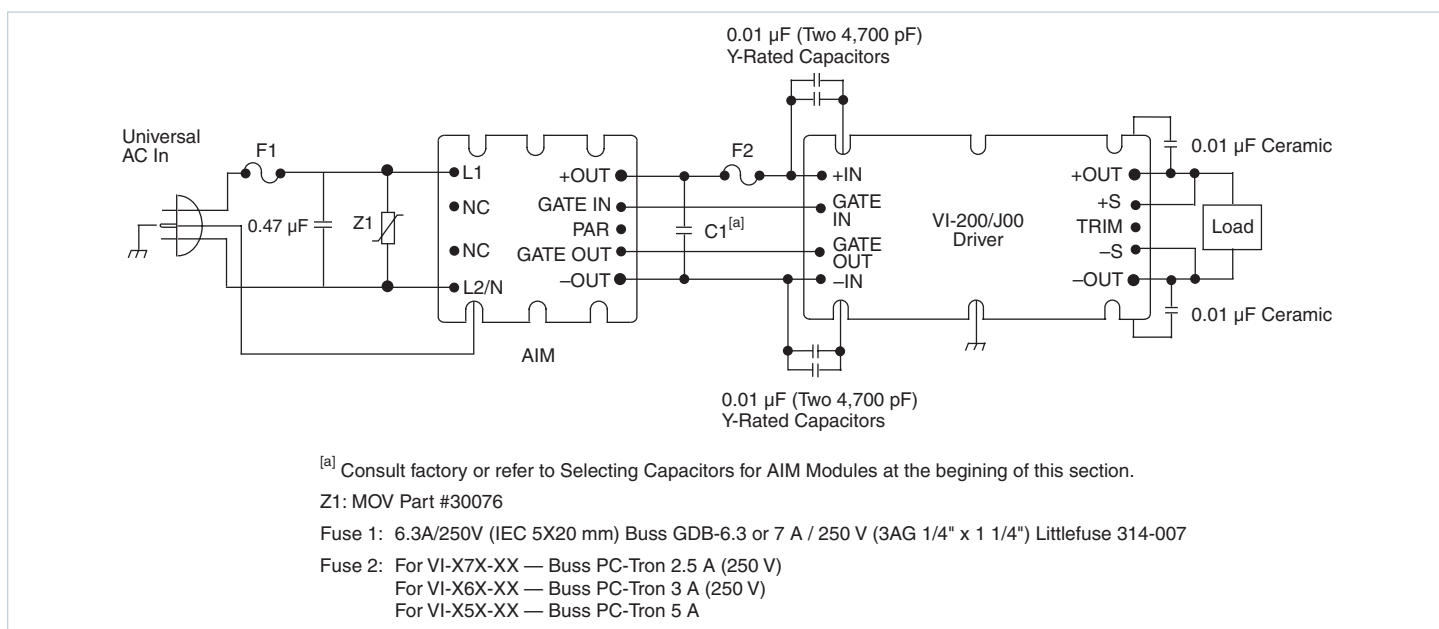 0.01 µF (Two 4,700 pF)
Y-Rated Capacitors
Universal
AC In
F1
0.47 µF
Z1
L1
NC
NC
L2/N
+OUT
GATE IN
PAR
GATE OUT
–OUT
AIM
F2
C1[a]
+IN
GATE
IN
GATE
OUT
–IN
VI-200/J00
Driver
+OUT
+S
TRIM
–S
–OUT
0.01 µF Ceramic
Load
0.01 µF Ceramic
0.01 µF (Two 4,700 pF)
Y-Rated Capacitors
[a] Consult factory or refer to Selecting Capacitors for AIM Modules at the begining of this section.
Z1: MOV Part #30076
Fuse 1: 6.3A/250V (IEC 5X20 mm) Buss GDB-6.3 or 7 A / 250 V (3AG 1/4" x 1 1/4") Littlefuse 314-007
Fuse 2: For VI-X7X-XX — Buss PC-Tron 2.5 A (250 V)
For VI-X6X-XX — Buss PC-Tron 3 A (250 V)
For VI-X5X-XX — Buss PC-Tron 5 A